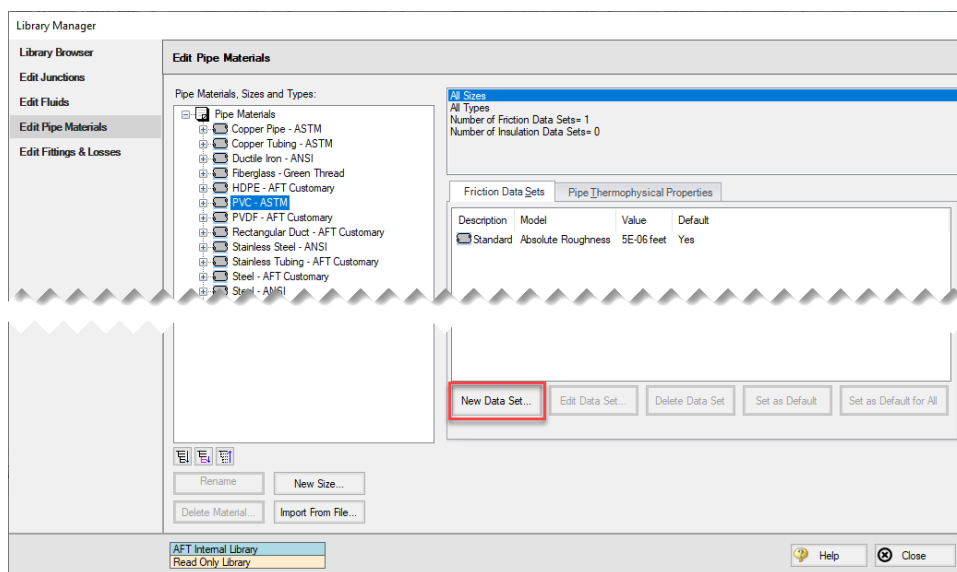 Library Manager
Library Browser
Edit Junctions
Edit Fluids
Edit Pipe Materials
Edit Fittings & Losses
Edit Pipe Materials
Pipe Materials, Sizes and Types:
Pipe Materials
Copper Pipe - ASTM
Copper Tubing - ASTM
Ductile Iron - ANSI
Fiberglass - Green Thread
HDPE - AFT Customary
PVC - ASTM
PVDF - AFT Customary
Rectangular Duct - AFT Customary
Stainless Steel - ANSI
Stainless Tubing - AFT Customary
Steel - AFT Customary
Steel - ANSI
All Sizes
All Types
Number of Friction Data Sets= 1
Number of Insulation Data Sets= 0
Friction Data Sets Pipe Thermophysical Properties
Description Model Value Default
Standard Absolute Roughness 5E-06 feet Yes
New Data Set... Edit Data Set... Delete Data Set Set as Default Set as Default for All
Rename New Size...
Delete Material... Import From File...
AFT Internal Library
Read Only Library
Help Close